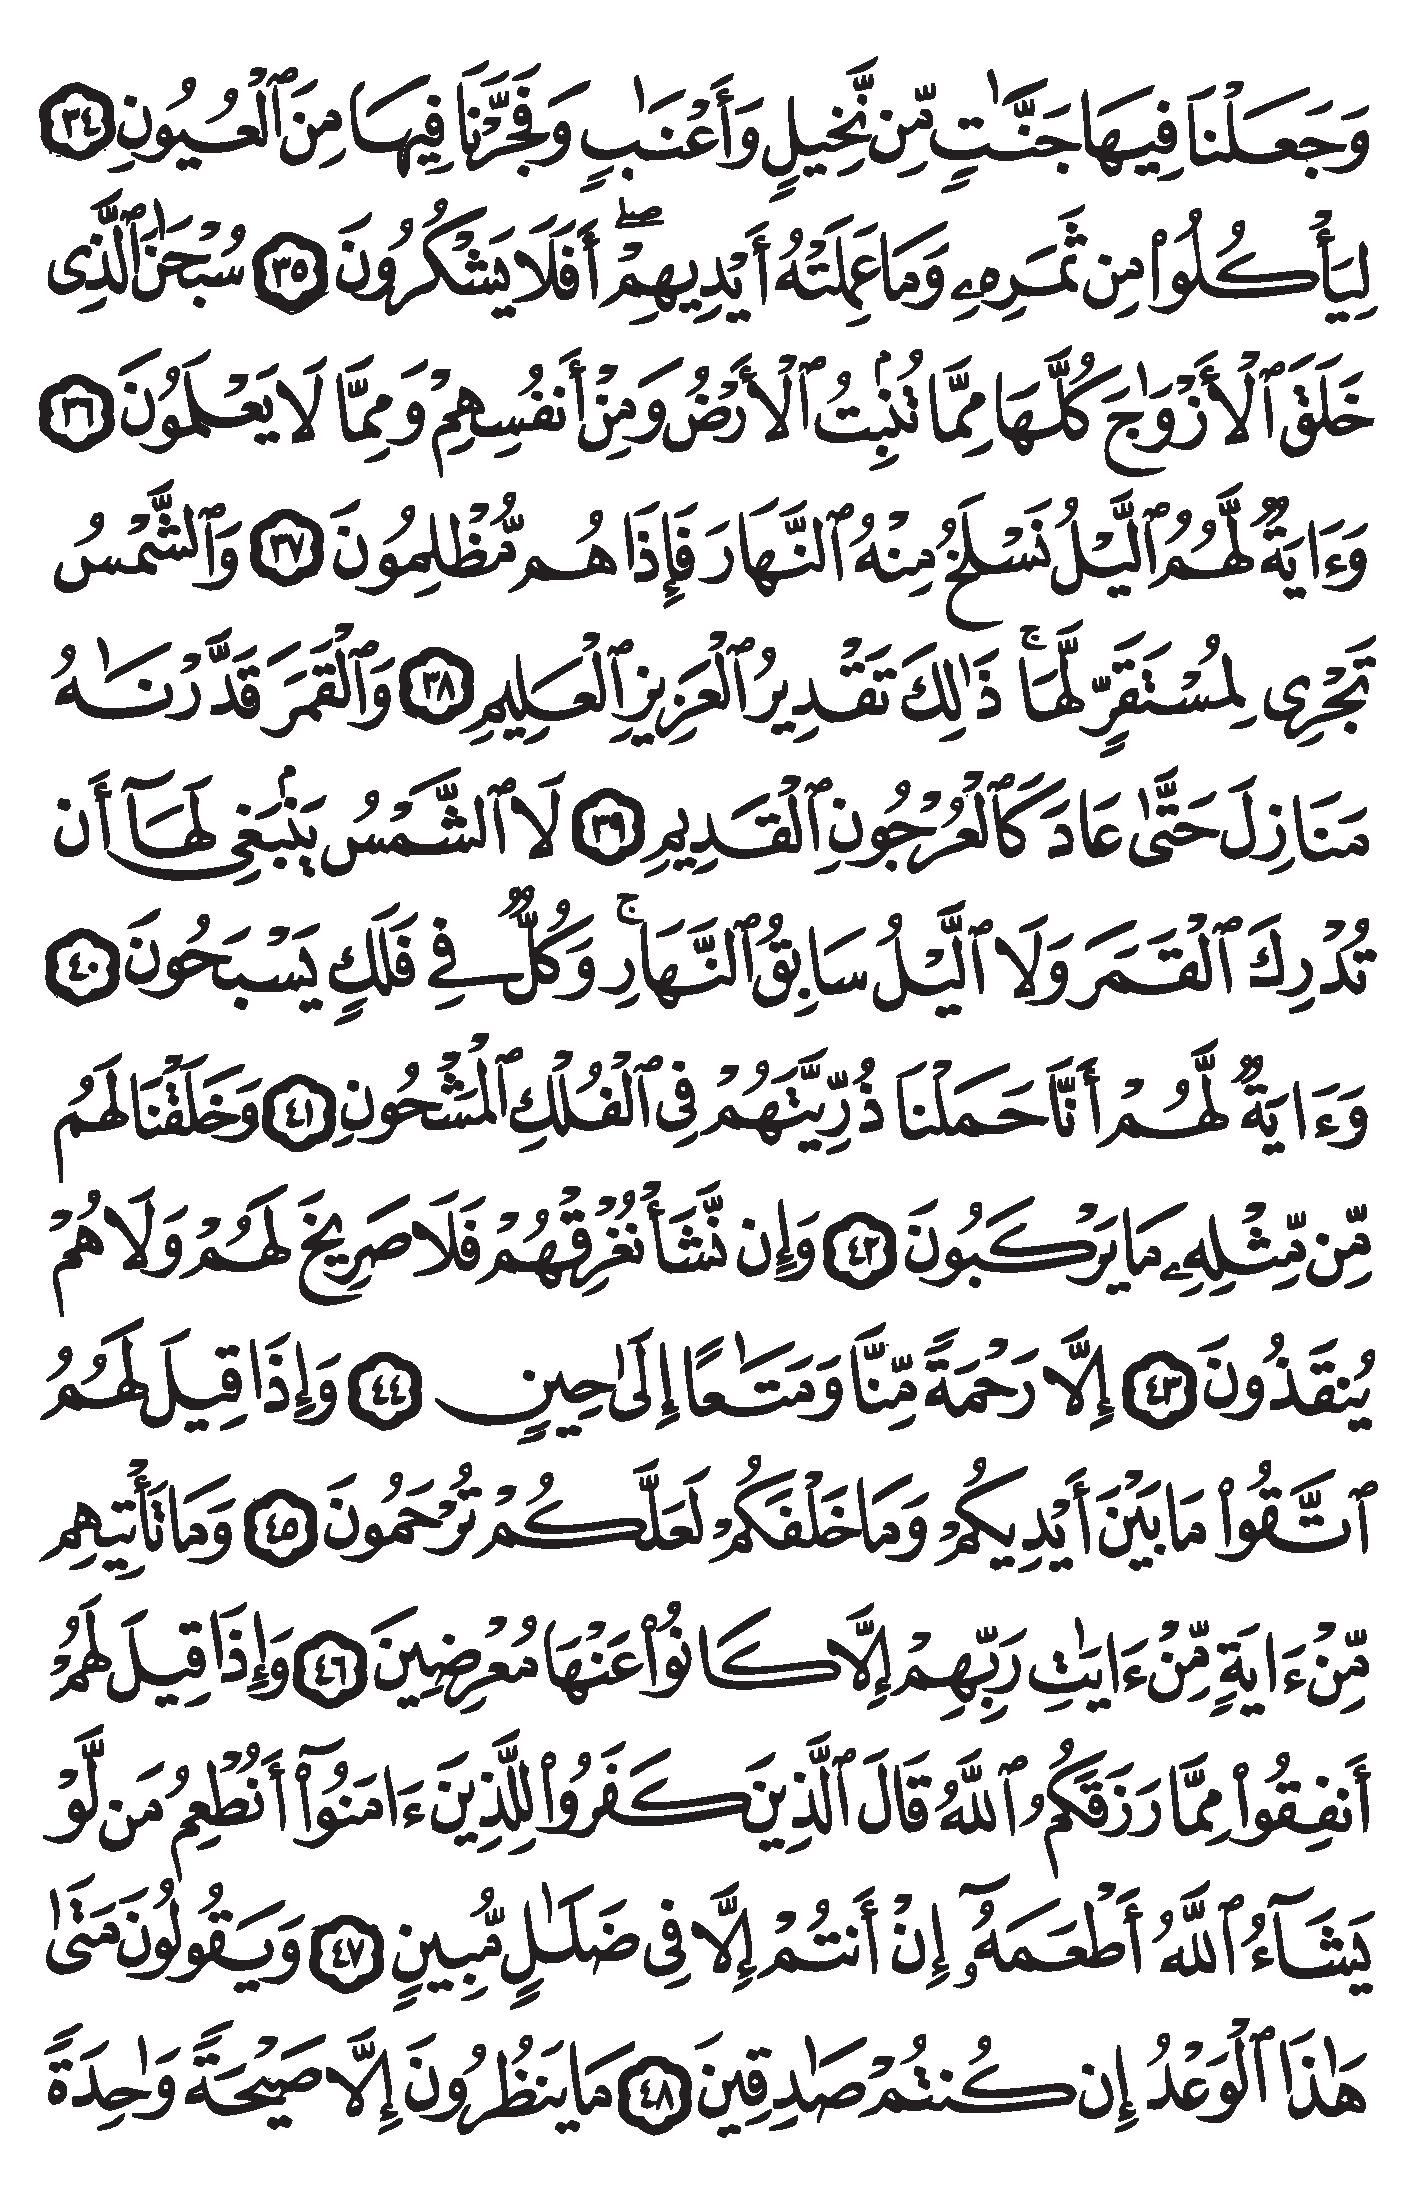 وَجَعَلْنَا فِيهَا جَنَّٰتٍ مِّن نَّخِيلٍ وَأَعْنَٰبٍ وَفَجَّرْنَا فِيهَا مِنَ ٱلْعُيُونِ ٣٤
لِيَأْكُلُوا۟ مِن ثَمَرِهِۦ وَمَا عَمِلَتْهُ أَيْدِيهِمْ ۖ أَفَلَا يَشْكُرُونَ ٣٥ سُبْحَٰنَ ٱلَّذِى
خَلَقَ ٱلْأَزْوَٰجَ كُلَّهَا مِمَّا تُنۢبِتُ ٱلْأَرْضُ وَمِنْ أَنفُسِهِمْ وَمِمَّا لَا يَعْلَمُونَ ٣٦
وَءَايَةٌ لَّهُمُ ٱلَّيْلُ نَسْلَخُ مِنْهُ ٱلنَّهَارَ فَإِذَا هُم مُّظْلِمُونَ ٣٧ وَٱلشَّمْسُ
تَجْرِى لِمُسْتَقَرٍّ لَّهَا ۚ ذَٰلِكَ تَقْدِيرُ ٱلْعَزِيزِ ٱلْعَلِيمِ ٣٨ وَٱلْقَمَرَ قَدَّرْنَٰهُ
مَنَازِلَ حَتَّىٰ عَادَ كَٱلْعُرْجُونِ ٱلْقَدِيمِ ٣٩ لَا ٱلشَّمْسُ يَنۢبَغِى لَهَآ أَن
تُدْرِكَ ٱلْقَمَرَ وَلَا ٱلَّيْلُ سَابِقُ ٱلنَّهَارِ ۚ وَكُلٌّ فِى فَلَكٍ يَسْبَحُونَ ٤٠
وَءَايَةٌ لَّهُمْ أَنَّا حَمَلْنَا ذُرِّيَّتَهُمْ فِى ٱلْفُلْكِ ٱلْمَشْحُونِ ٤١ وَخَلَقْنَا لَهُم
مِّن مِّثْلِهِۦ مَا يَرْكَبُونَ ٤٢ وَإِن نَّشَأْ نُغْرِقْهُمْ فَلَا صَرِيخَ لَهُمْ وَلَا هُمْ
يُنقَذُونَ ٤٣ إِلَّا رَحْمَةً مِّنَّا وَمَتَٰعًا إِلَىٰ حِينٍ ٤٤ وَإِذَا قِيلَ لَهُمُ
ٱتَّقُوا۟ مَا بَيْنَ أَيْدِيكُمْ وَمَا خَلْفَكُمْ لَعَلَّكُمْ تُرْحَمُونَ ٤٥ وَمَا تَأْتِيهِم
مِّنْ ءَايَةٍ مِّنْ ءَايَٰتِ رَبِّهِمْ إِلَّا كَانُوا۟ عَنْهَا مُعْرِضِينَ ٤٦ وَإِذَا قِيلَ لَهُمْ
أَنفِقُوا۟ مِمَّا رَزَقَكُمُ ٱللَّهُ قَالَ ٱلَّذِينَ كَفَرُوا۟ لِلَّذِينَ ءَامَنُوٓا۟ أَنُطْعِمُ مَن لَّوْ
يَشَآءُ ٱللَّهُ أَطْعَمَهُۥٓ إِنْ أَنتُمْ إِلَّا فِى ضَلَٰلٍ مُّبِينٍ ٤٧ وَيَقُولُونَ مَتَىٰ
هَٰذَا ٱلْوَعْدُ إِن كُنتُمْ صَٰدِقِينَ ٤٨ مَا يَنظُرُونَ إِلَّا صَيْحَةً وَٰحِدَةً